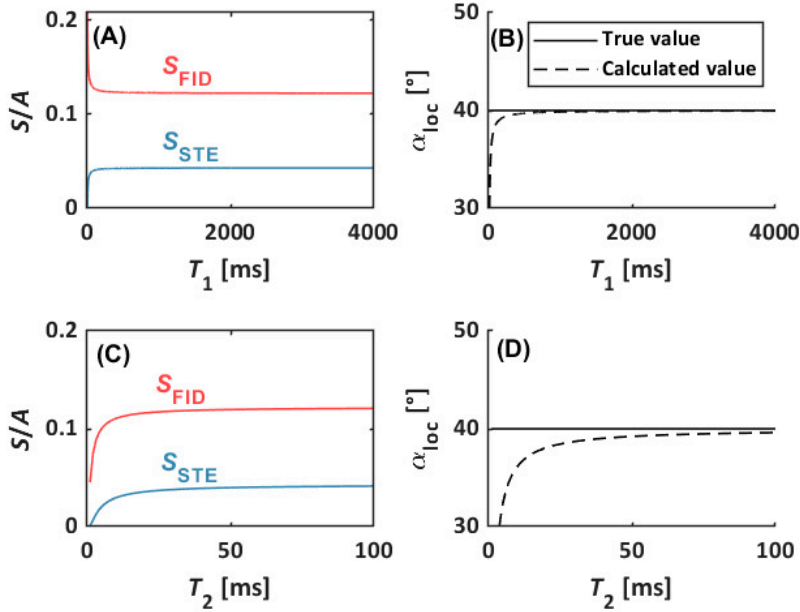 (A)
S/A
0.2
0.1
0
S_FID
S_STE
0 2000 4000
T_1 [ms]
(B)
α_loc [°]
50
40
30
True value
Calculated value
0 2000 4000
T_1 [ms]
(C)
S/A
0.2
0.1
0
S_FID
S_STE
0 50 100
T_2 [ms]
(D)
α_loc [°]
50
40
30
0 50 100
T_2 [ms]